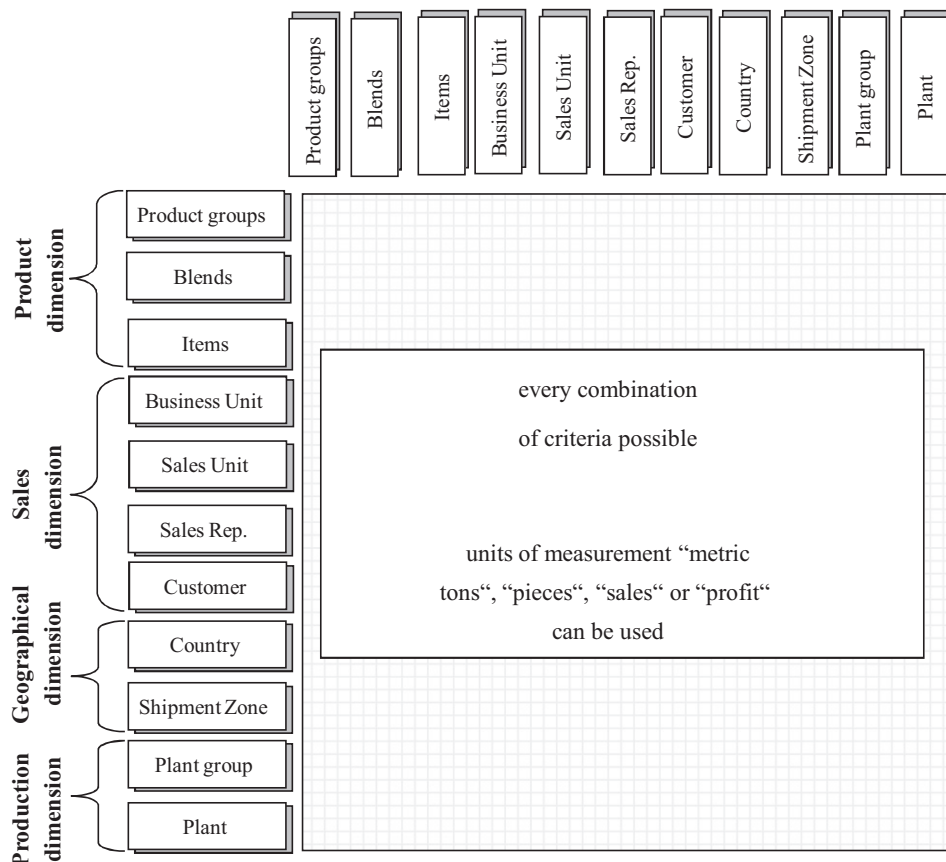 Product groups
Blends
Items
Business Unit
Sales Unit
Sales Rep.
Customer
Country
Shipment Zone
Plant group
Plant
Product
dimension
Product groups
Blends
Items
Sales
dimension
Business Unit
Sales Unit
Sales Rep.
Customer
Geographical
dimension
Country
Shipment Zone
Production
dimension
Plant group
Plant
every combination
of criteria possible
units of measurement “metric
tons“, “pieces“, “sales“ or “profit“
can be used